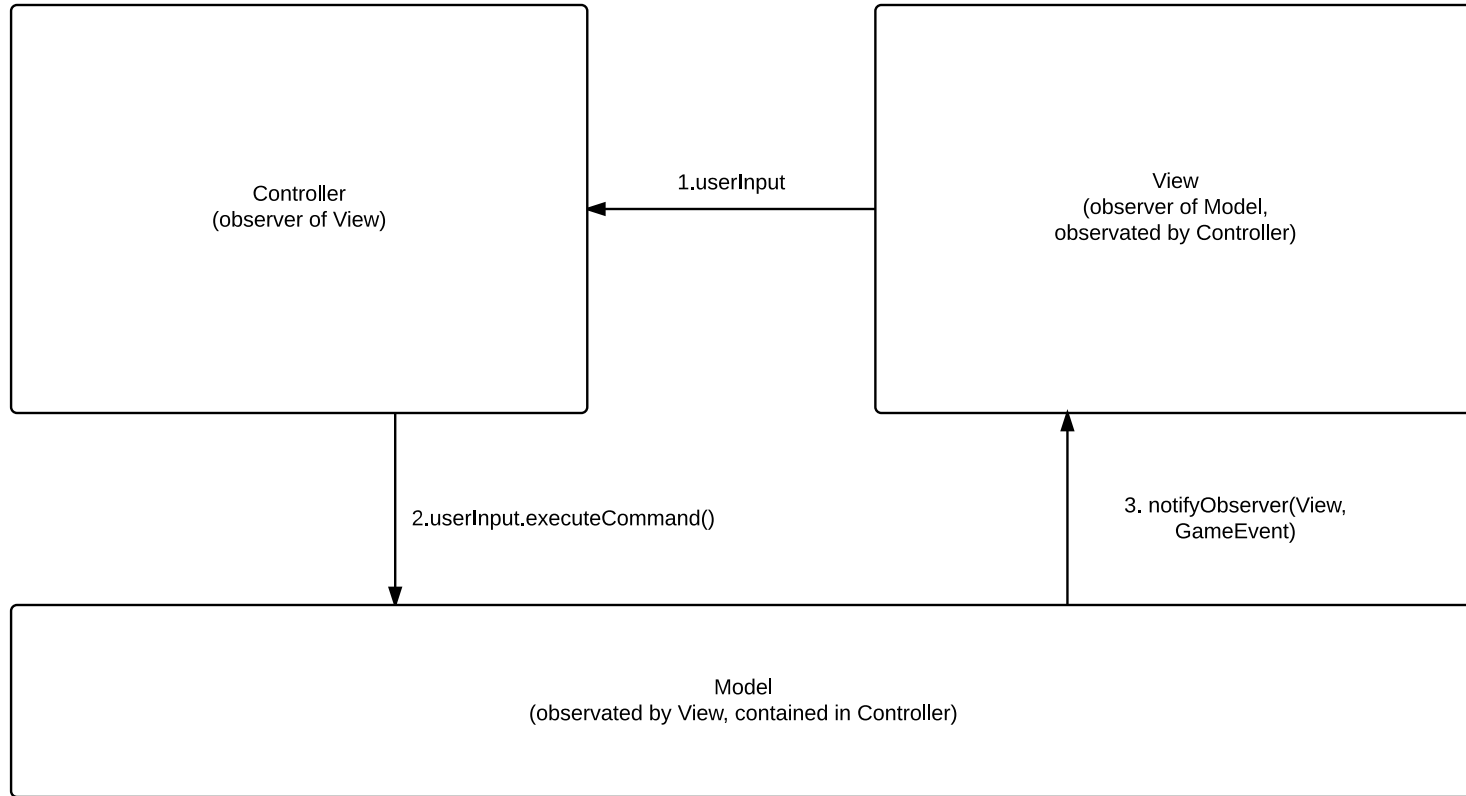 Controller
(observer of View)
1.userInput
View
(observer of Model,
observated by Controller)
2.userInput.executeCommand()
3. notifyObserver(View,
GameEvent)
Model
(observated by View, contained in Controller)